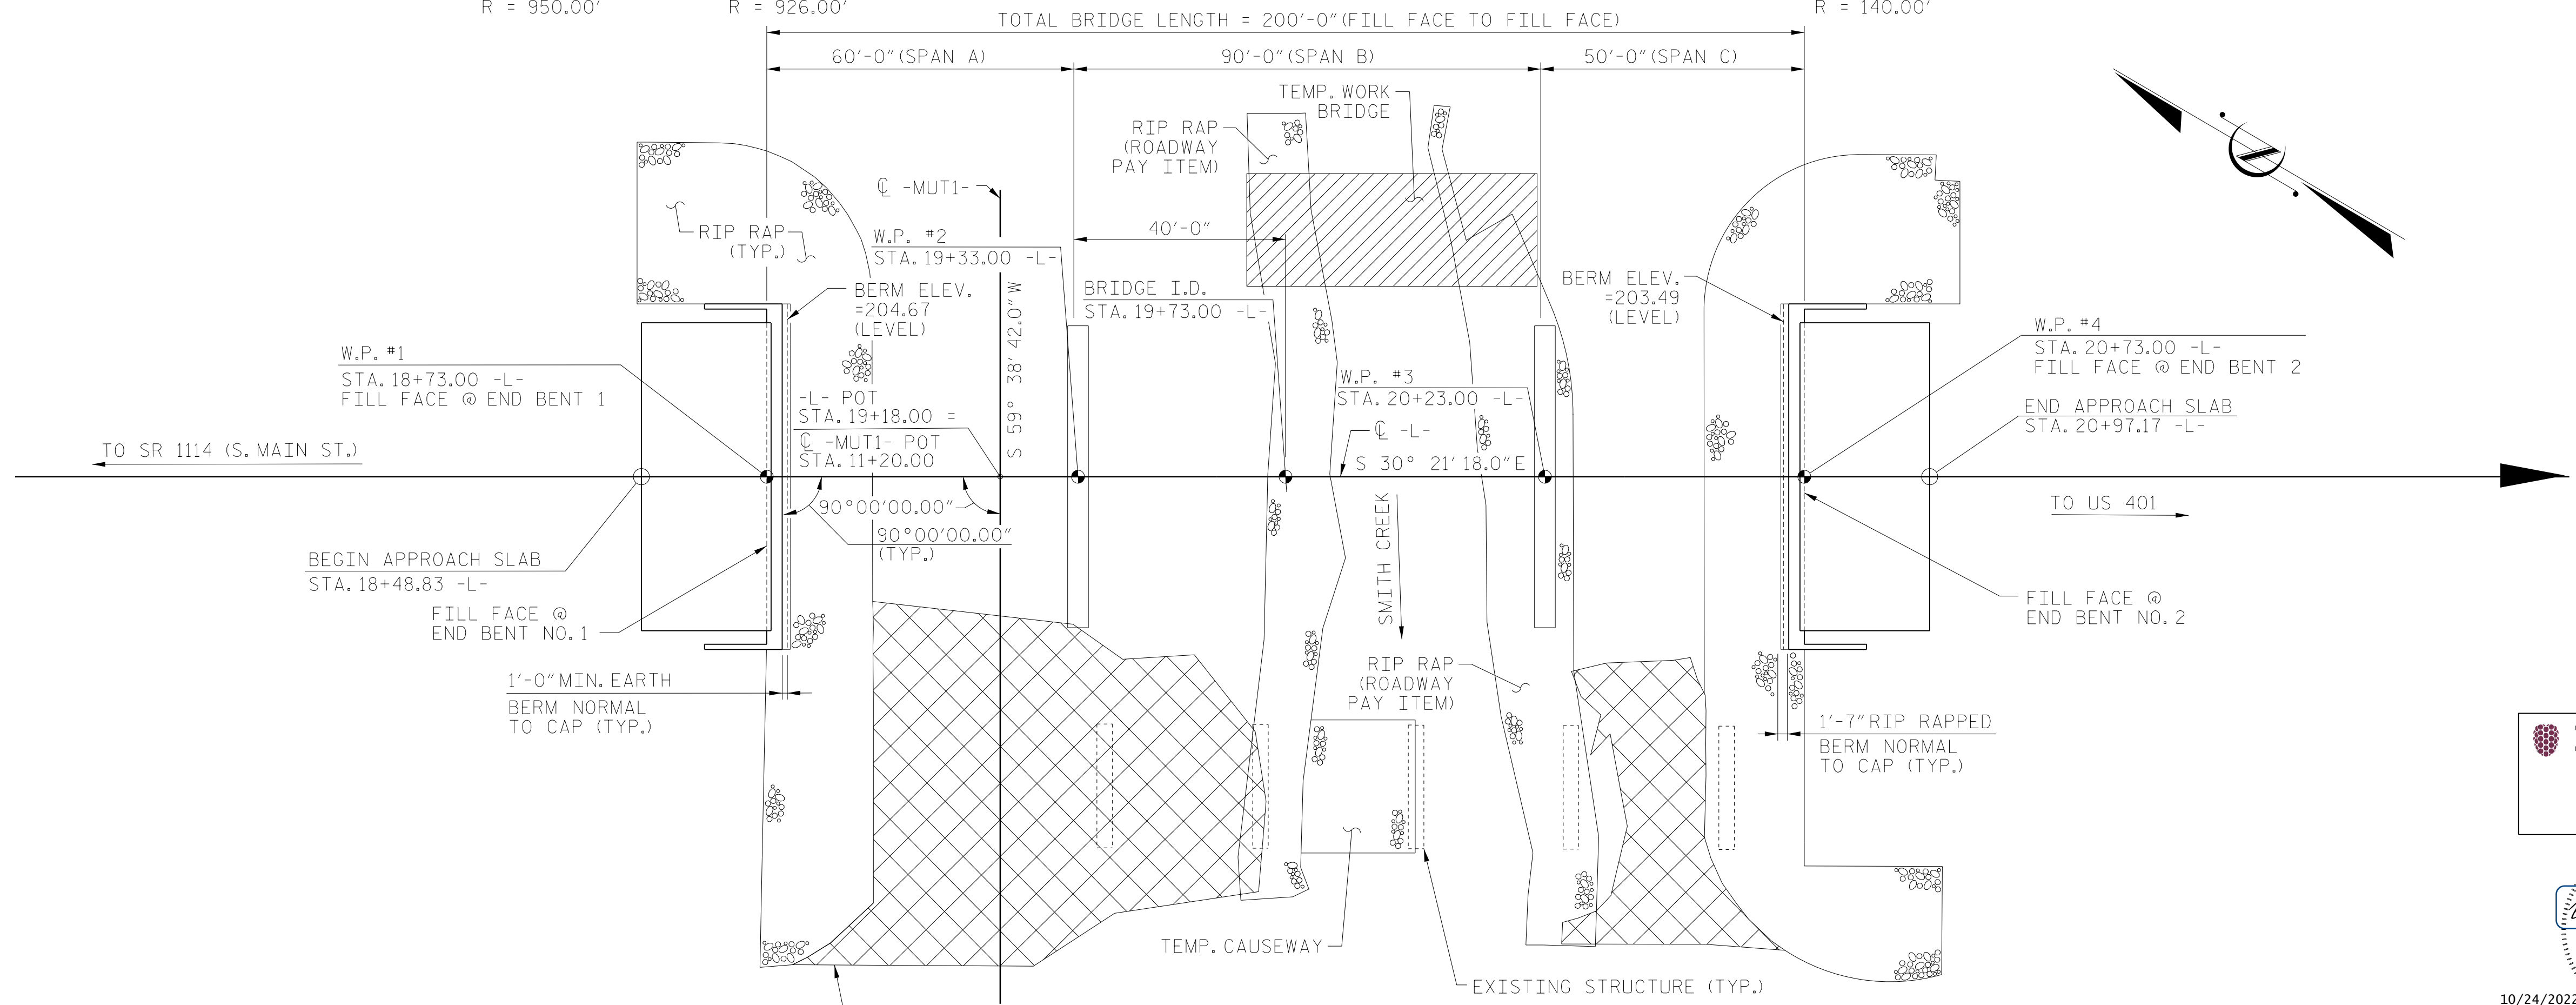 R = 950.00'
R = 926.00'
R = 140.00'
TOTAL BRIDGE LENGTH = 200'-0" (FILL FACE TO FILL FACE)
60'-0" (SPAN A)
90'-0" (SPAN B)
50'-0" (SPAN C)
TEMP. WORK
BRIDGE
RIP RAP
(ROADWAY
PAY ITEM)
℄ -MUT1-
RIP RAP
(TYP.)
W.P. #2
STA. 19+33.00 -L-
40'-0"
BERM ELEV.
=204.67
(LEVEL)
S 59° 38' 42.0" W
BRIDGE I.D.
STA. 19+73.00 -L-
BERM ELEV.
=203.49
(LEVEL)
W.P. #1
STA. 18+73.00 -L-
FILL FACE @ END BENT 1
W.P. #4
STA. 20+73.00 -L-
FILL FACE @ END BENT 2
W.P. #3
STA. 20+23.00 -L-
-L- POT
STA. 19+18.00 =
℄ -MUT1- POT
STA. 11+20.00
END APPROACH SLAB
STA. 20+97.17 -L-
℄ -L-
S 30° 21' 18.0" E
TO SR 1114 (S. MAIN ST.)
TO US 401
90°00'00.00"
90°00'00.00"
(TYP.)
SMITH CREEK
BEGIN APPROACH SLAB
STA. 18+48.83 -L-
FILL FACE @
END BENT NO. 1
FILL FACE @
END BENT NO. 2
RIP RAP
(ROADWAY
PAY ITEM)
1'-0" MIN. EARTH
BERM NORMAL
TO CAP (TYP.)
1'-7" RIP RAPPED
BERM NORMAL
TO CAP (TYP.)
TEMP. CAUSEWAY
EXISTING STRUCTURE (TYP.)
10/24/2022